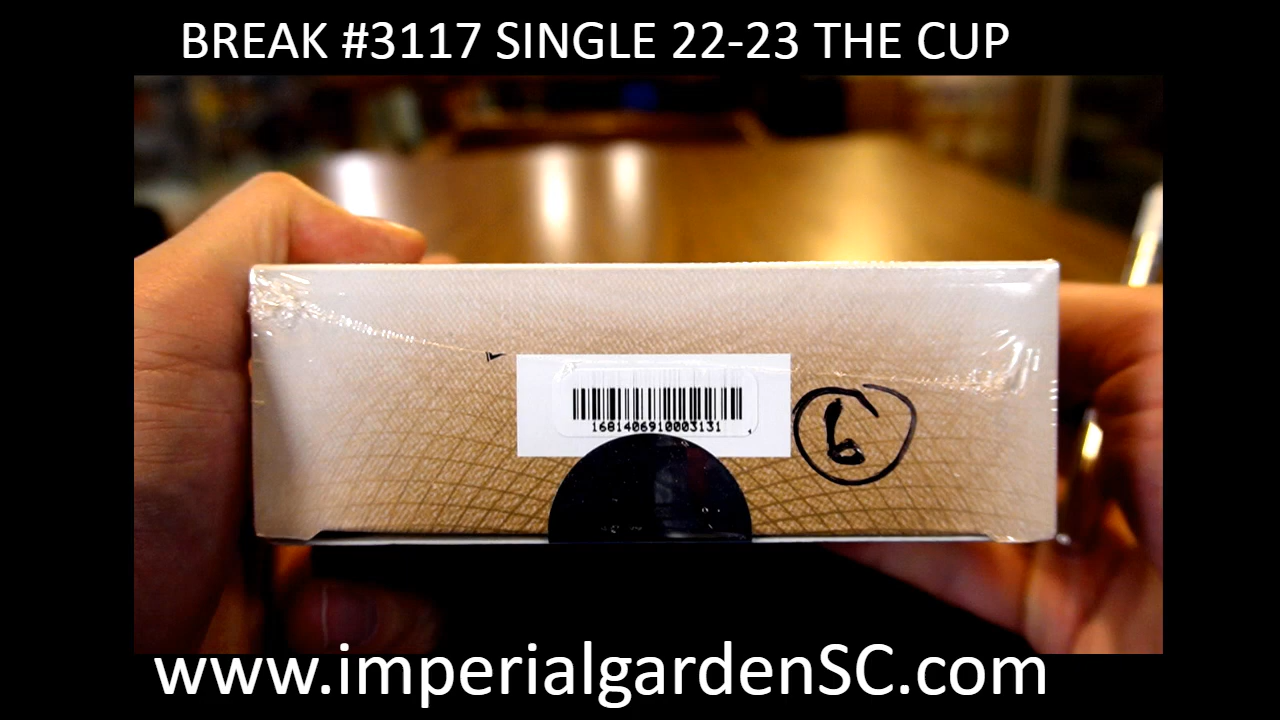 BREAK #3117 SINGLE 22-23 THE CUP
1681406910003131
6
www.imperialgardenSC.com